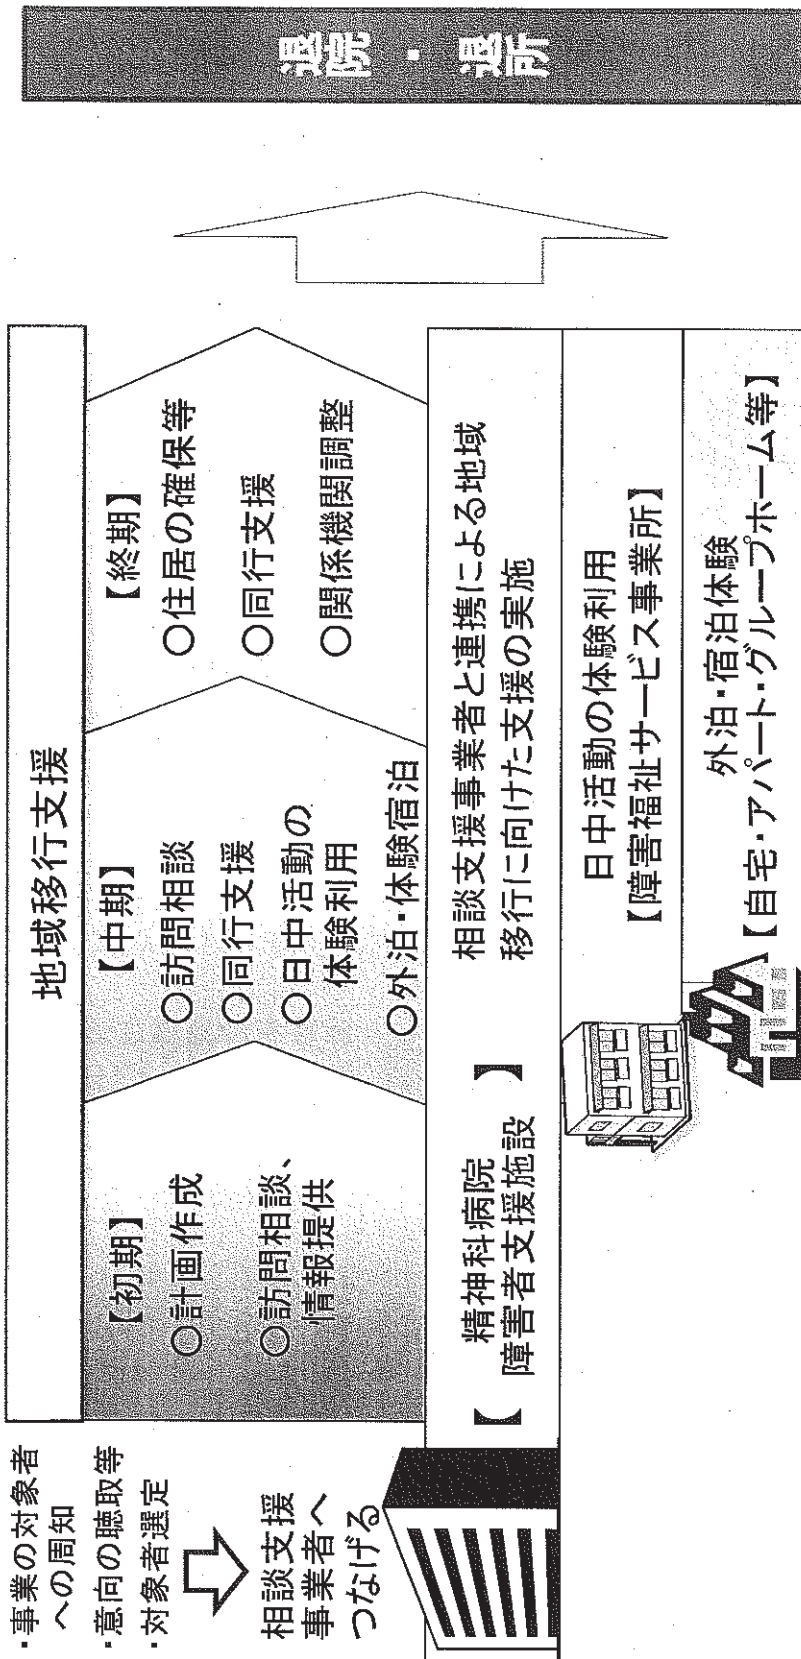 ・事業の対象者
への周知
・意向の聴取等
・対象者選定
相談支援
事業者へ
つなげる
地域移行支援
【初期】
○計画作成
○訪問相談、
情報提供
【中期】
○訪問相談
○同行支援
○日中活動の
体験利用
○外泊・体験宿泊
【終期】
○住居の確保等
○同行支援
○関係機関調整
【精神科病院
障害者支援施設】
相談支援事業者と連携による地域
移行に向けた支援の実施
日中活動の体験利用
【障害福祉サービス事業所】
外泊・宿泊体験
【自宅・アパート・グループホーム等】
退院・退所